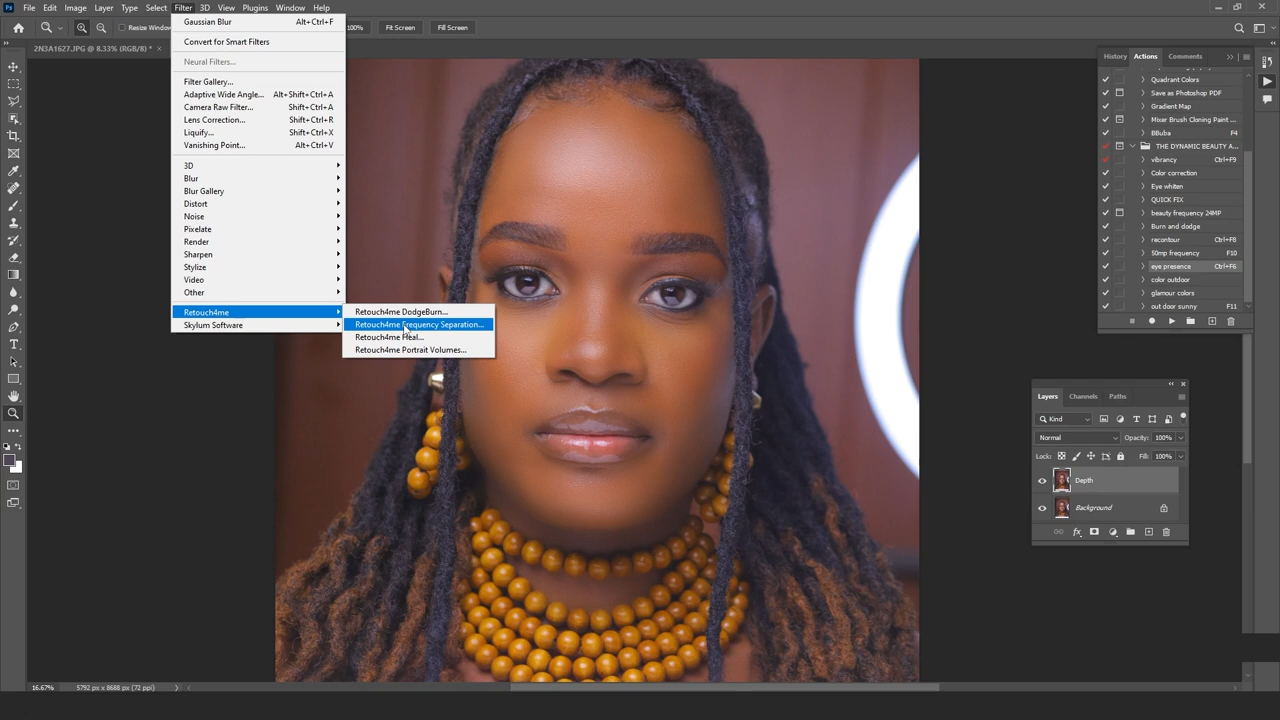 Ps File Edit Image Layer Type Select Filter 3D View Plugins Window Help
Resize Window 100% Fit Screen Fill Screen
2N3A1627.JPG @ 8.33% (RGB/8) *
Gaussian Blur Alt+Ctrl+F
Convert for Smart Filters
Neural Filters...
Filter Gallery...
Adaptive Wide Angle... Alt+Shift+Ctrl+A
Camera Raw Filter... Shift+Ctrl+A
Lens Correction... Shift+Ctrl+R
Liquify... Shift+Ctrl+X
Vanishing Point... Alt+Ctrl+V
3D
Blur
Blur Gallery
Distort
Noise
Pixelate
Render
Sharpen
Stylize
Video
Other
Retouch4me
Skylum Software
Retouch4me DodgeBurn...
Retouch4me Frequency Separation...
Retouch4me Heal...
Retouch4me Portrait Volumes...
History Actions Comments
Quadrant Colors
Save as Photoshop PDF
Gradient Map
Mixer Brush Cloning Paint ...
BBuba F4
THE DYNAMIC BEAUTY A...
vibrancy Ctrl+F9
Color correction
Eye whiten
QUICK FIX
beauty frequency 24MP
Burn and dodge
recontour Ctrl+F8
50mp frequency F10
eye presence Ctrl+F6
color outdoor
glamour colors
out door sunny F11
Layers Channels Paths
Kind
Normal Opacity: 100%
Lock: Fill: 100%
Depth
Background
16.67% 5792 px x 8688 px (72 ppi)